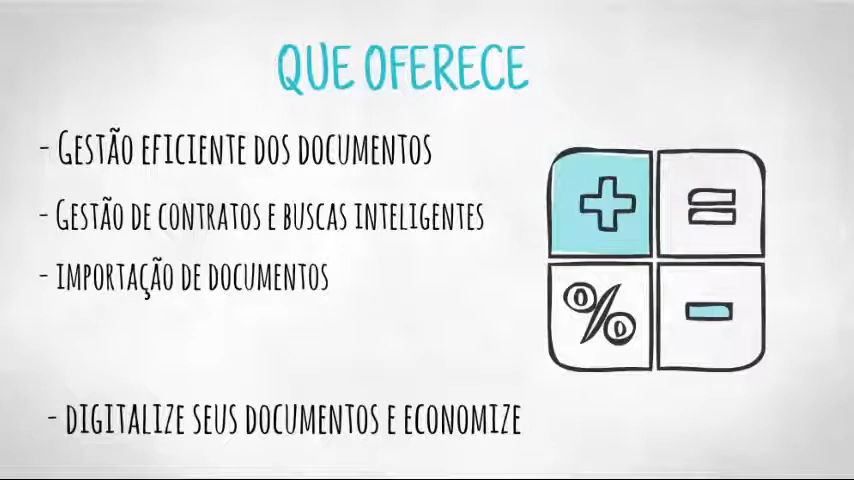 QUE OFERECE
- GESTÃO EFICIENTE DOS DOCUMENTOS
- GESTÃO DE CONTRATOS E BUSCAS INTELIGENTES
- IMPORTAÇÃO DE DOCUMENTOS
- DIGITALIZE SEUS DOCUMENTOS E ECONOMIZE
+ =
% -